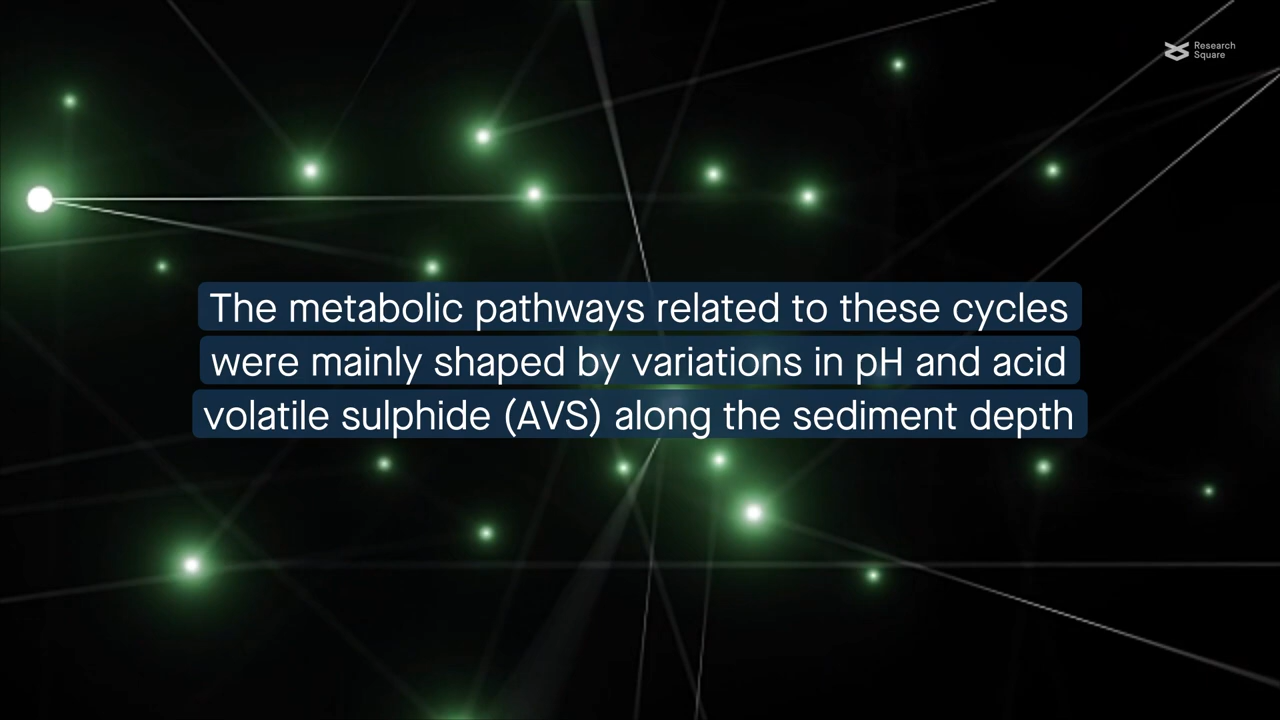 Research
Square
The metabolic pathways related to these cycles
were mainly shaped by variations in pH and acid
volatile sulphide (AVS) along the sediment depth